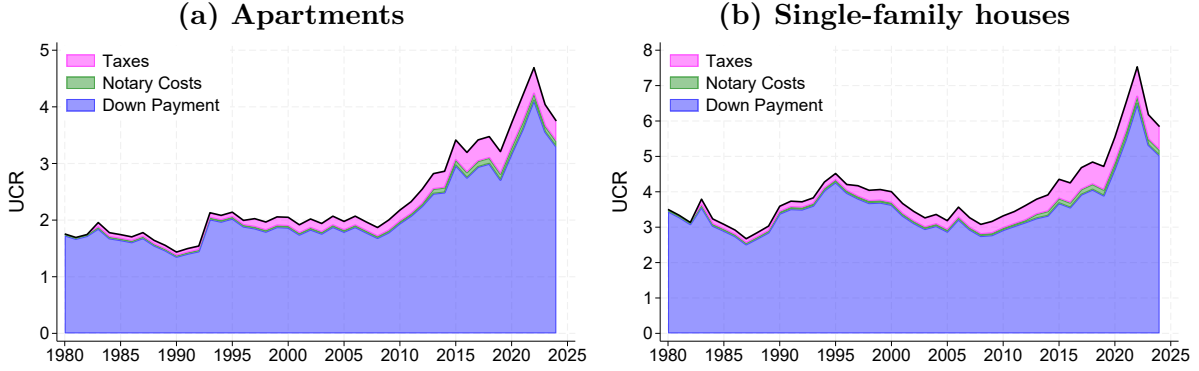 (a) Apartments
5
4
3
2
1
0
UCR
Taxes
Notary Costs
Down Payment
1980 1985 1990 1995 2000 2005 2010 2015 2020 2025
(b) Single-family houses
8
7
6
5
4
3
2
1
0
UCR
Taxes
Notary Costs
Down Payment
1980 1985 1990 1995 2000 2005 2010 2015 2020 2025